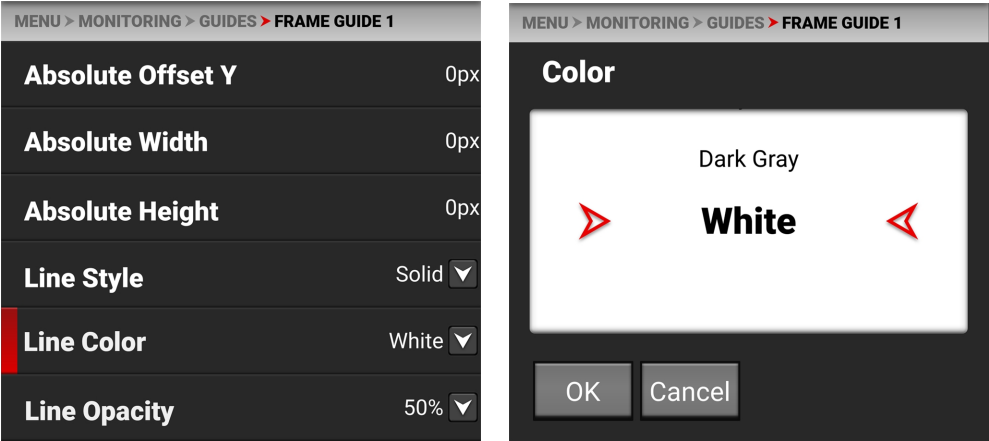 MENU > MONITORING > GUIDES > FRAME GUIDE 1
Absolute Offset Y 0px
Absolute Width 0px
Absolute Height 0px
Line Style Solid
Line Color White
Line Opacity 50%
MENU > MONITORING > GUIDES > FRAME GUIDE 1
Color
Dark Gray
White
OK Cancel